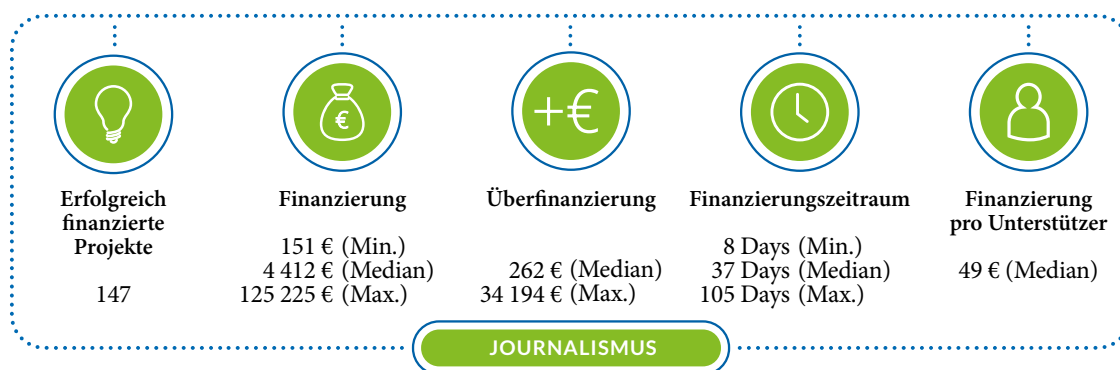 €
+€
Erfolgreich
finanzierte
Projekte
147
Finanzierung
151 € (Min.)
4 412 € (Median)
125 225 € (Max.)
Überfinanzierung
262 € (Median)
34 194 € (Max.)
Finanzierungszeitraum
8 Days (Min.)
37 Days (Median)
105 Days (Max.)
Finanzierung
pro Unterstützer
49 € (Median)
JOURNALISMUS